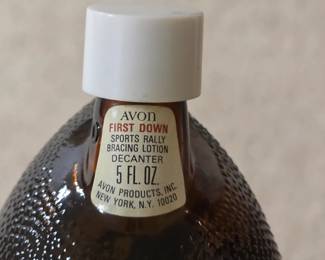 AVON
FIRST DOWN
SPORTS RALLY
BRACING LOTION
DECANTER
5 FL. OZ.
AVON PRODUCTS, INC.
NEW YORK, N.Y. 10020